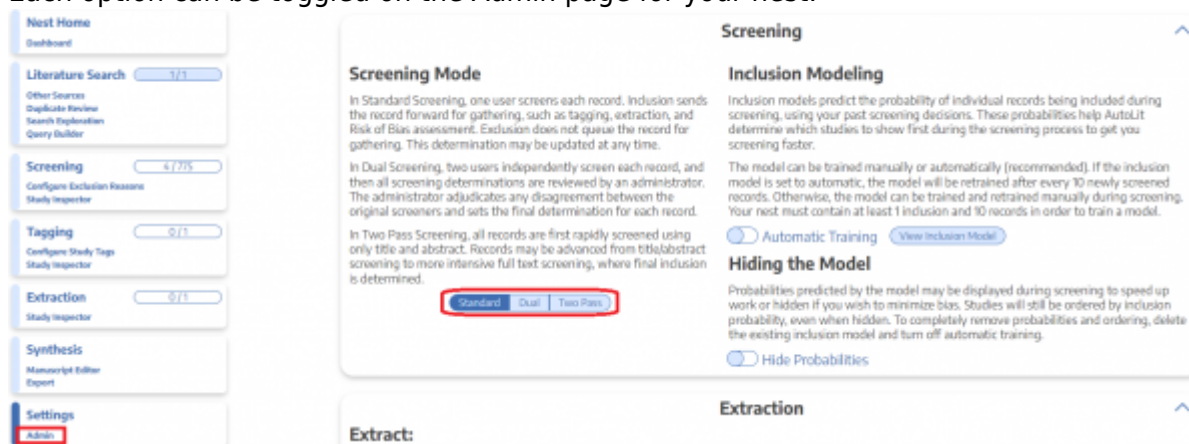 Each option can be toggled on the Admin page for your nest.
Nest Home
Dashboard
Literature Search 1/1
Other Sources
Duplicate Review
Search Exploration
Query Builder
Screening 4/775
Configure Exclusion Reasons
Study Inspector
Tagging 0/1
Configure Study Tags
Study Inspector
Extraction 0/1
Study Inspector
Synthesis
Manuscript Editor
Export
Settings
Admin
Screening
Screening Mode
In Standard Screening, one user screens each record. Inclusion sends
the record forward for gathering, such as tagging, extraction, and
Risk of Bias assessment. Exclusion does not queue the record for
gathering. This determination may be updated at any time.
In Dual Screening, two users independently screen each record, and
then all screening determinations are reviewed by an administrator.
The administrator adjudicates any disagreement between the
original screeners and sets the final determination for each record.
In Two Pass Screening, all records are first rapidly screened using
only title and abstract. Records may be advanced from title/abstract
screening to more intensive full text screening, where final inclusion
is determined.
Standard Dual Two Pass
Inclusion Modeling
Inclusion models predict the probability of individual records being included during
screening, using your past screening decisions. These probabilities help AutoLit
determine which studies to show first during the screening process to get you
screening faster.
The model can be trained manually or automatically (recommended). If the inclusion
model is set to automatic, the model will be retrained after every 10 newly screened
records. Otherwise, the model can be trained and retrained manually during screening.
Your nest must contain at least 1 inclusion and 10 records in order to train a model.
Automatic Training View Inclusion Model
Hiding the Model
Probabilities predicted by the model may be displayed during screening to speed up
work or hidden if you wish to minimize bias. Studies will still be ordered by inclusion
probability, even when hidden. To completely remove probabilities and ordering, delete
the existing inclusion model and turn off automatic training.
Hide Probabilities
Extraction
Extract: